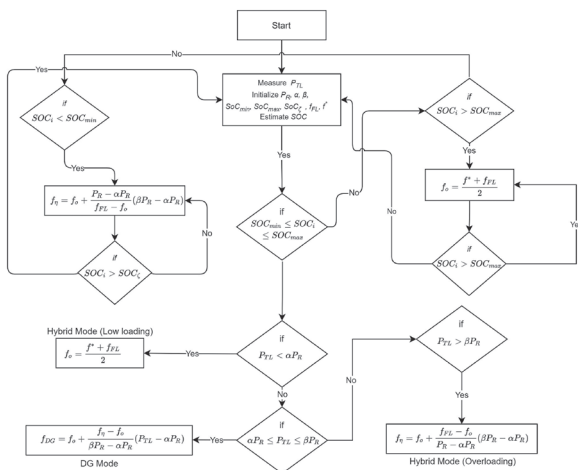 Start
Measure P_TL
Initialize P_R, α, β,
SoC_min, SoC_max, SoC_ζ, f_FL, f*
Estimate SOC
No
Yes
if
SOC_i < SOC_min
Yes
f_η = f_o + (P_R − αP_R)/(f_FL − f_o) (βP_R − αP_R)
if
SOC_i > SOC_ζ
No
Yes
if
SOC_min ≤ SOC_i
≤ SOC_max
No
if
SOC_i > SOC_max
Yes
f_o = (f* + f_FL)/2
if
SOC_i > SOC_max
No
Ye
Hybrid Mode (Low loading)
f_o = (f* + f_FL)/2
Yes
if
P_TL < αP_R
No
if
αP_R ≤ P_FL ≤ βP_R
Yes
f_DG = f_o + (f_η − f_o)/(βP_R − αP_R) (P_TL − αP_R)
DG Mode
No
if
P_TL > βP_R
Yes
f_η = f_o + (f_FL − f_o)/(P_R − αP_R) (βP_R − αP_R)
Hybrid Mode (Overloading)